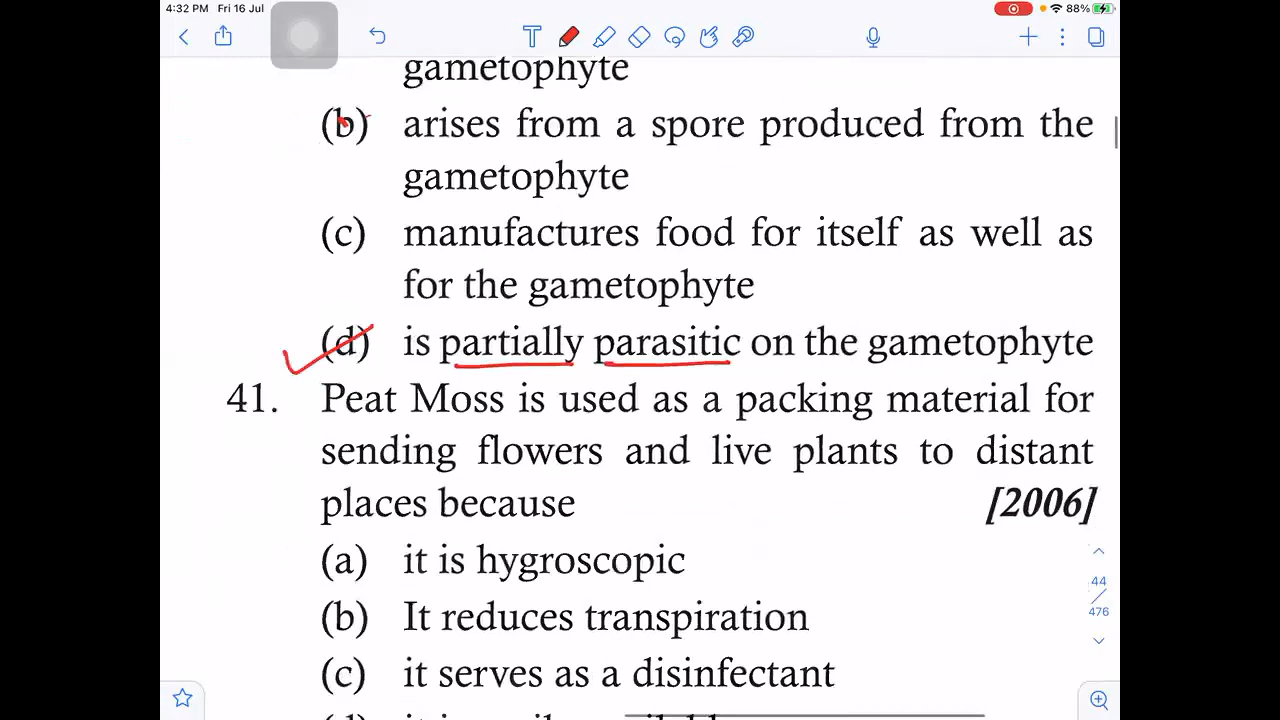 4:32 PM Fri 16 Jul
88%
T
gametophyte
(b) arises from a spore produced from the
gametophyte
(c) manufactures food for itself as well as
for the gametophyte
(d) is partially parasitic on the gametophyte
41. Peat Moss is used as a packing material for
sending flowers and live plants to distant
places because [2006]
(a) it is hygroscopic
(b) It reduces transpiration
(c) it serves as a disinfectant
44
476